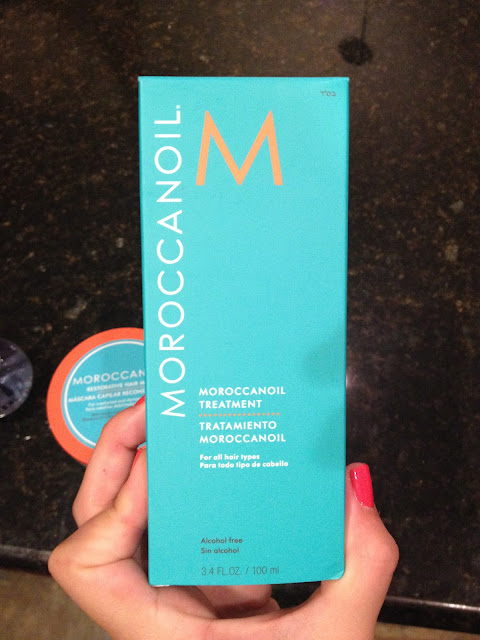 MOROCCANOIL®
M
MOROCCANOIL
TREATMENT
TRATAMIENTO
MOROCCANOIL
For all hair types
Para todo tipo de cabello
Alcohol free
Sin alcohol
3.4 FL.OZ. / 100 ml
MOROCCAN
RESTORATIVE HAIR M
MÁSCARA CAPILAR RECONS